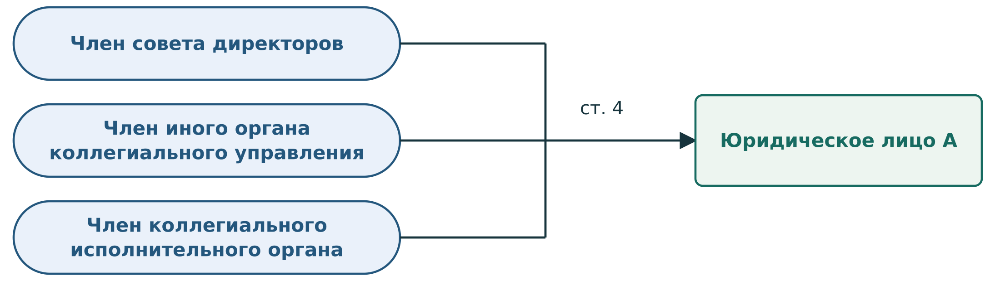 Член совета директоров
Член иного органа
коллегиального управления
Член коллегиального
исполнительного органа
ст. 4
Юридическое лицо А